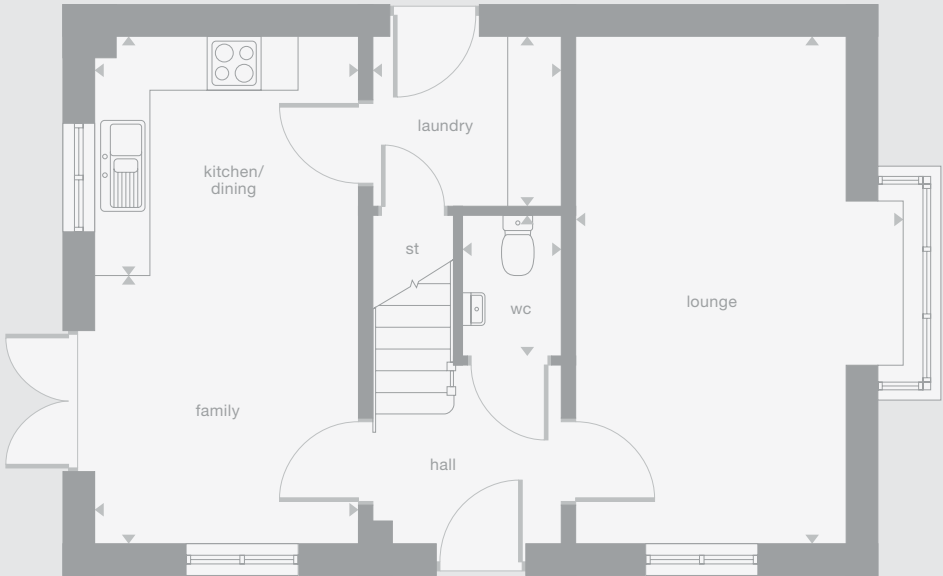 laundry
kitchen/
dining
st
wc
lounge
family
hall